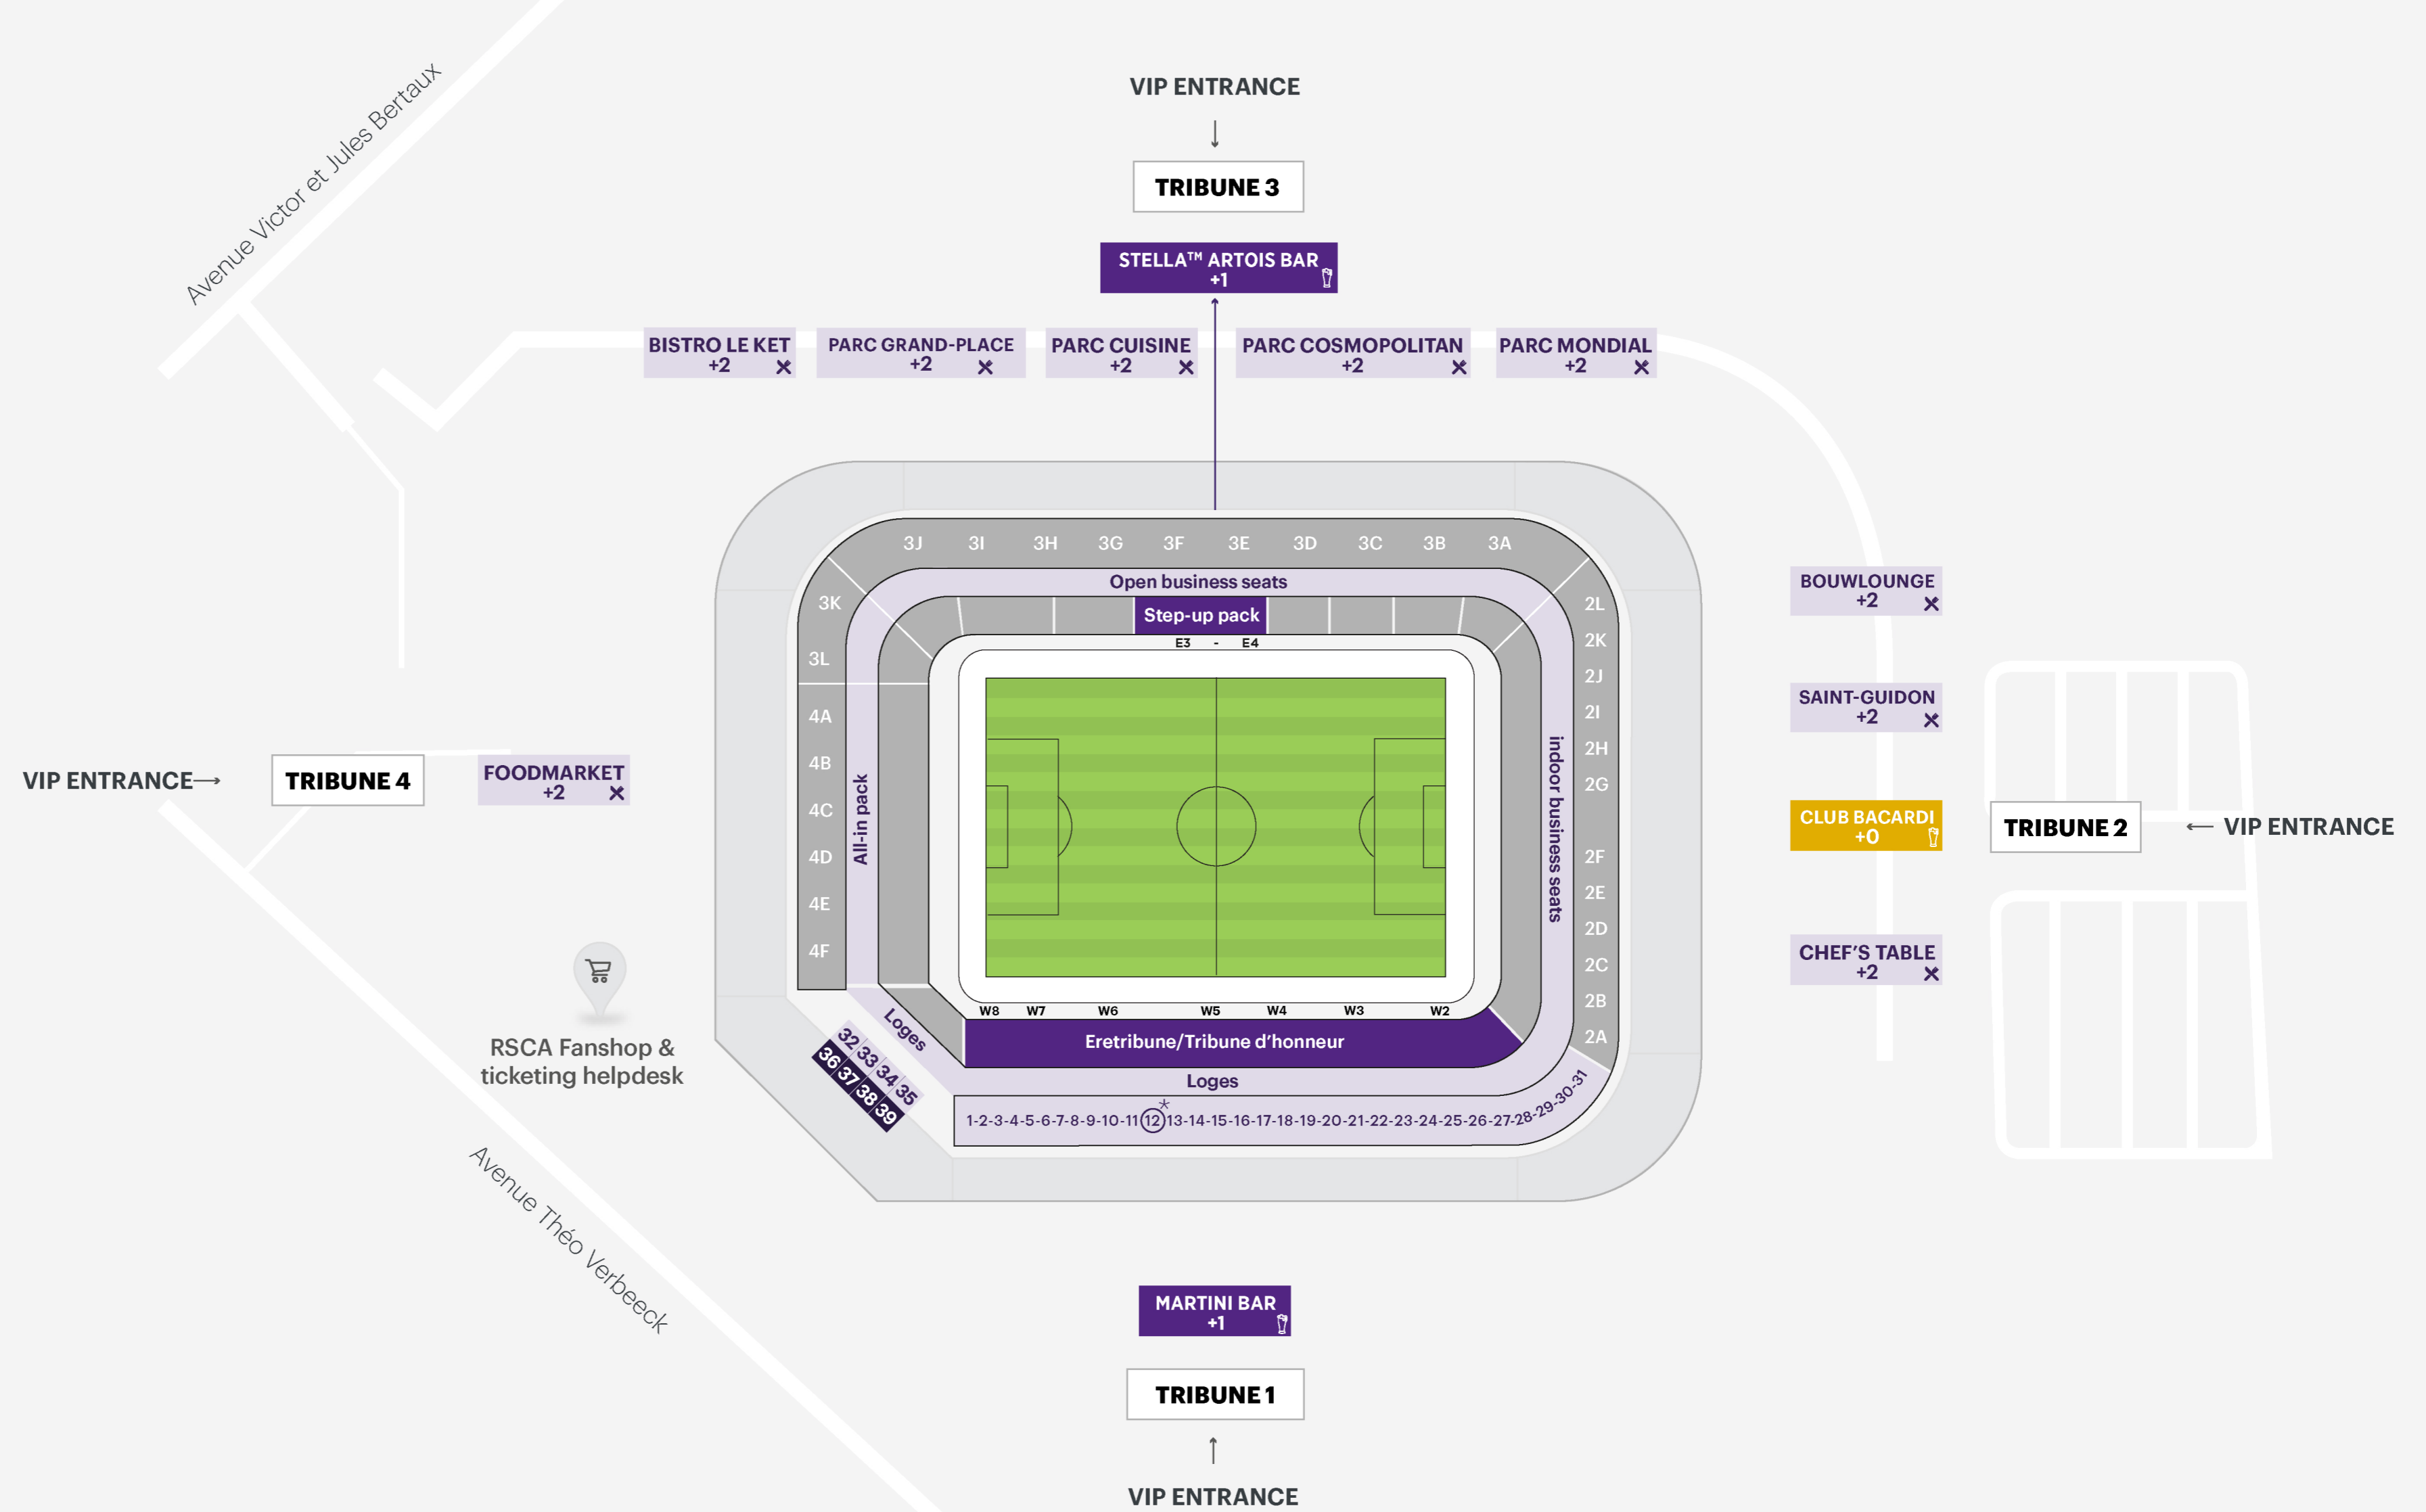 VIP ENTRANCE
TRIBUNE 3
STELLA™ ARTOIS BAR
+1
Avenue Victor et Jules Bertaux
BISTRO LE KET
+2
PARC GRAND-PLACE
+2
PARC CUISINE
+2
PARC COSMOPOLITAN
+2
PARC MONDIAL
+2
3J 3I 3H 3G 3F 3E 3D 3C 3B 3A
Open business seats
Step-up pack
E3 - E4
3K
3L
4A
4B
4C
4D
4E
4F
All-in pack
indoor business seats
2L
2K
2J
2I
2H
2G
2F
2E
2D
2C
2B
2A
BOUWLOUNGE
+2
SAINT-GUIDON
+2
CLUB BACARDI
+0
CHEF'S TABLE
+2
TRIBUNE 2
VIP ENTRANCE
VIP ENTRANCE
TRIBUNE 4
FOODMARKET
+2
RSCA Fanshop &
ticketing helpdesk
W8 W7 W6 W5 W4 W3 W2
Eretribune/Tribune d'honneur
Loges
Loges
32 33 34 35
36 37 38 39
1-2-3-4-5-6-7-8-9-10-11 12* 13-14-15-16-17-18-19-20-21-22-23-24-25-26-27-28-29-30-31
Avenue Théo Verbeeck
MARTINI BAR
+1
TRIBUNE 1
VIP ENTRANCE